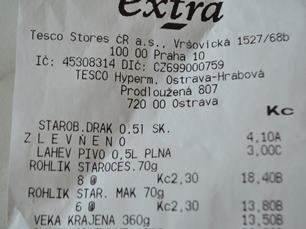 extra
Tesco Stores ČR a.s., Vršovická 1527/68b
100 00 Praha 10
IČ: 45308314 DIČ: CZ699000759
TESCO Hyperm. Ostrava-Hrabová
Prodloužená 807
720 00 Ostrava
Kc
STAROB.DRAK 0.5l SK.
Z L E V N Ě N O 4,10A
LAHEV PIVO 0,5L PLNA 3,00C
ROHLIK STAROČES.70g
8 @ Kc2,30 18,40B
ROHLIK STAR. MAK 70g
6 @ Kc2,30 13,80B
VEKA KRAJENA 360g 13,50B